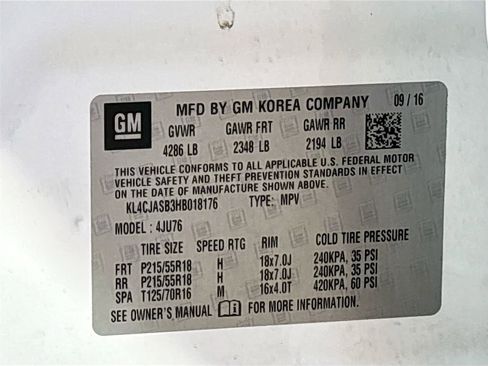 GM
MFD BY GM KOREA COMPANY 09/16
GVWR GAWR FRT GAWR RR
4286 LB 2348 LB 2194 LB
THIS VEHICLE CONFORMS TO ALL APPLICABLE U.S. FEDERAL MOTOR
VEHICLE SAFETY AND THEFT PREVENTION STANDARDS IN EFFECT
ON THE DATE OF MANUFACTURE SHOWN ABOVE.
KL4CJASB3HB018176 TYPE: MPV
MODEL : 4JU76
TIRE SIZE SPEED RTG RIM COLD TIRE PRESSURE
FRT P215/55R18 H 18x7.0J 240KPA, 35 PSI
RR P215/55R18 H 18x7.0J 240KPA, 35 PSI
SPA T125/70R16 M 16x4.0T 420KPA, 60 PSI
SEE OWNER'S MANUAL FOR MORE INFORMATION.